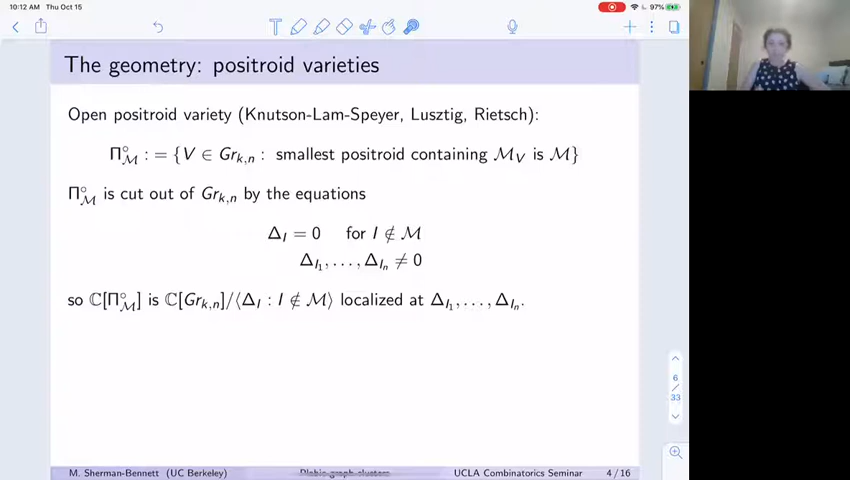 10:12 AM Thu Oct 15
97%
The geometry: positroid varieties
Open positroid variety (Knutson-Lam-Speyer, Lusztig, Rietsch):
Π°_ℳ : = {V ∈ Gr_{k,n} : smallest positroid containing ℳ_V is ℳ}
Π°_ℳ is cut out of Gr_{k,n} by the equations
Δ_I = 0 for I ∉ ℳ
Δ_{I_1}, . . . , Δ_{I_n} ≠ 0
so ℂ[Π°_ℳ] is ℂ[Gr_{k,n}]/⟨Δ_I : I ∉ ℳ⟩ localized at Δ_{I_1}, . . . , Δ_{I_n}.
6
/
33
M. Sherman-Bennett (UC Berkeley) Plabic graph clusters UCLA Combinatorics Seminar 4 / 16